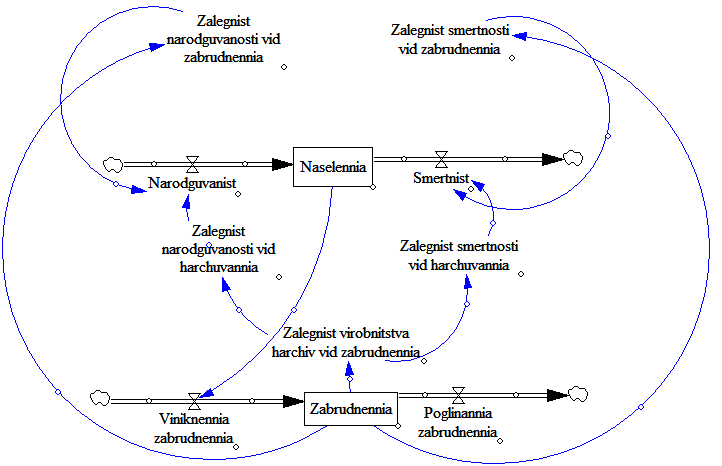 Zalegnist
narodguvanosti vid
zabrudnennia
Zalegnist smertnosti
vid zabrudnennia
Naselennia
Narodguvanist
Smertnist
Zalegnist
narodguvanosti vid
harchuvannia
Zalegnist smertnosti
vid harchuvannia
Zalegnist virobnitstva
harchiv vid zabrudnennia
Zabrudnennia
Viniknennia
zabrudnennia
Poglinannia
zabrudnennia